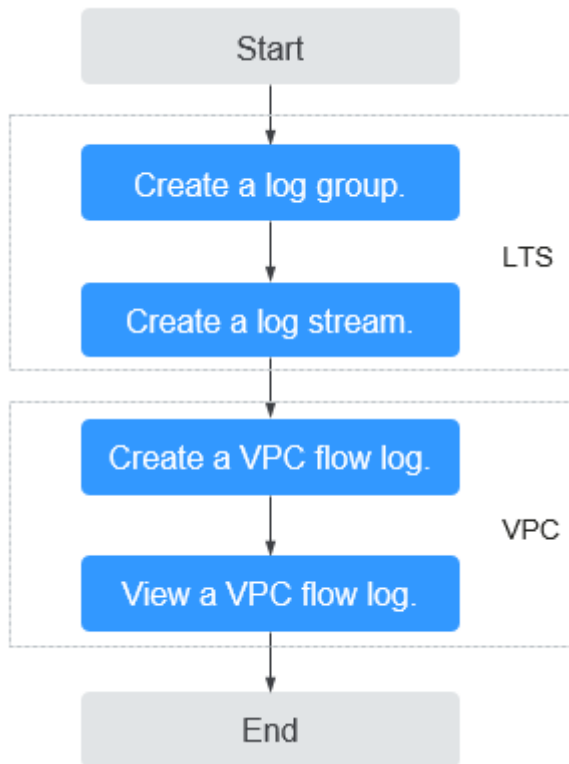 Start
Create a log group.
LTS
Create a log stream.
Create a VPC flow log.
VPC
View a VPC flow log.
End